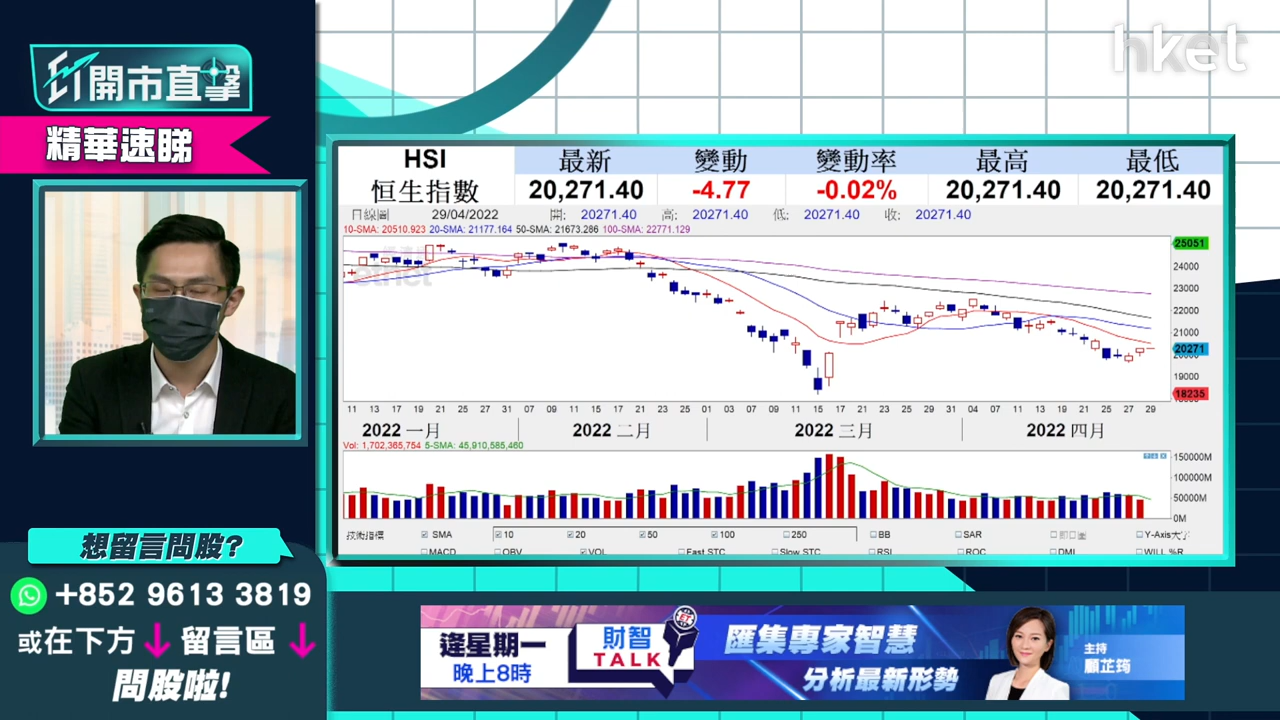 開市直擊
hket
精華速睇
HSI 最新 變動 變動率 最高 最低
恒生指數 20,271.40 -4.77 -0.02% 20,271.40 20,271.40
日線圖 29/04/2022 開: 20271.40 高: 20271.40 低: 20271.40 收: 20271.40
10-SMA: 20510.923 20-SMA: 21177.164 50-SMA: 21673.286 100-SMA: 22771.129
25051
24000
23000
22000
21000
20271
20000
19000
18235
11 13 17 19 21 25 27 31 07 09 11 15 17 21 23 25 01 03 07 09 11 15 17 21 23 25 29 31 04 07 11 13 19 21 25 27 29
2022 一月 2022 二月 2022 三月 2022 四月
Vol: 1,702,365,754 5-SMA: 45,910,585,460
150000M
100000M
50000M
0M
技術指標 SMA 10 20 50 100 250 BB SAR Y-Axis大
MACD OBV VOL Fast STC Slow STC RSI ROC DMI WILL %R
想留言問股?
+852 9613 3819
或在下方 留言區
問股啦!
逢星期一
晚上8時
財智
TALK
匯集專家智慧
分析最新形勢
主持
顧芷筠